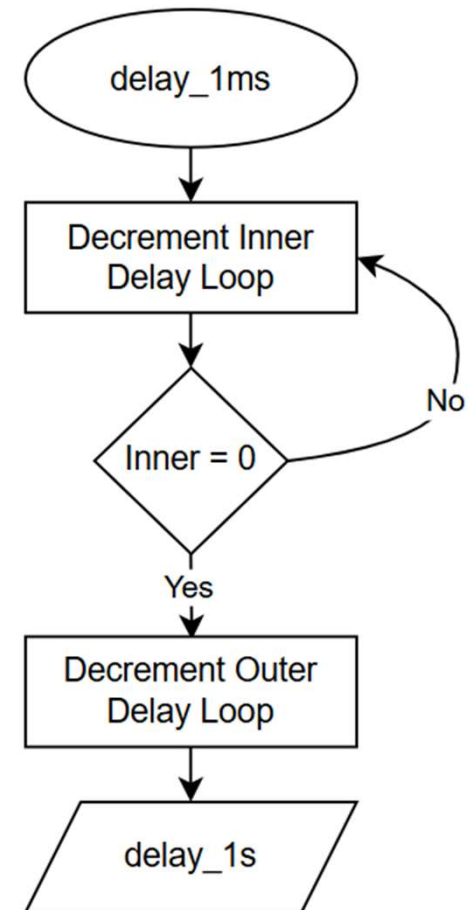 delay_1ms
Decrement Inner
Delay Loop
Inner = 0
No
Yes
Decrement Outer
Delay Loop
delay_1s